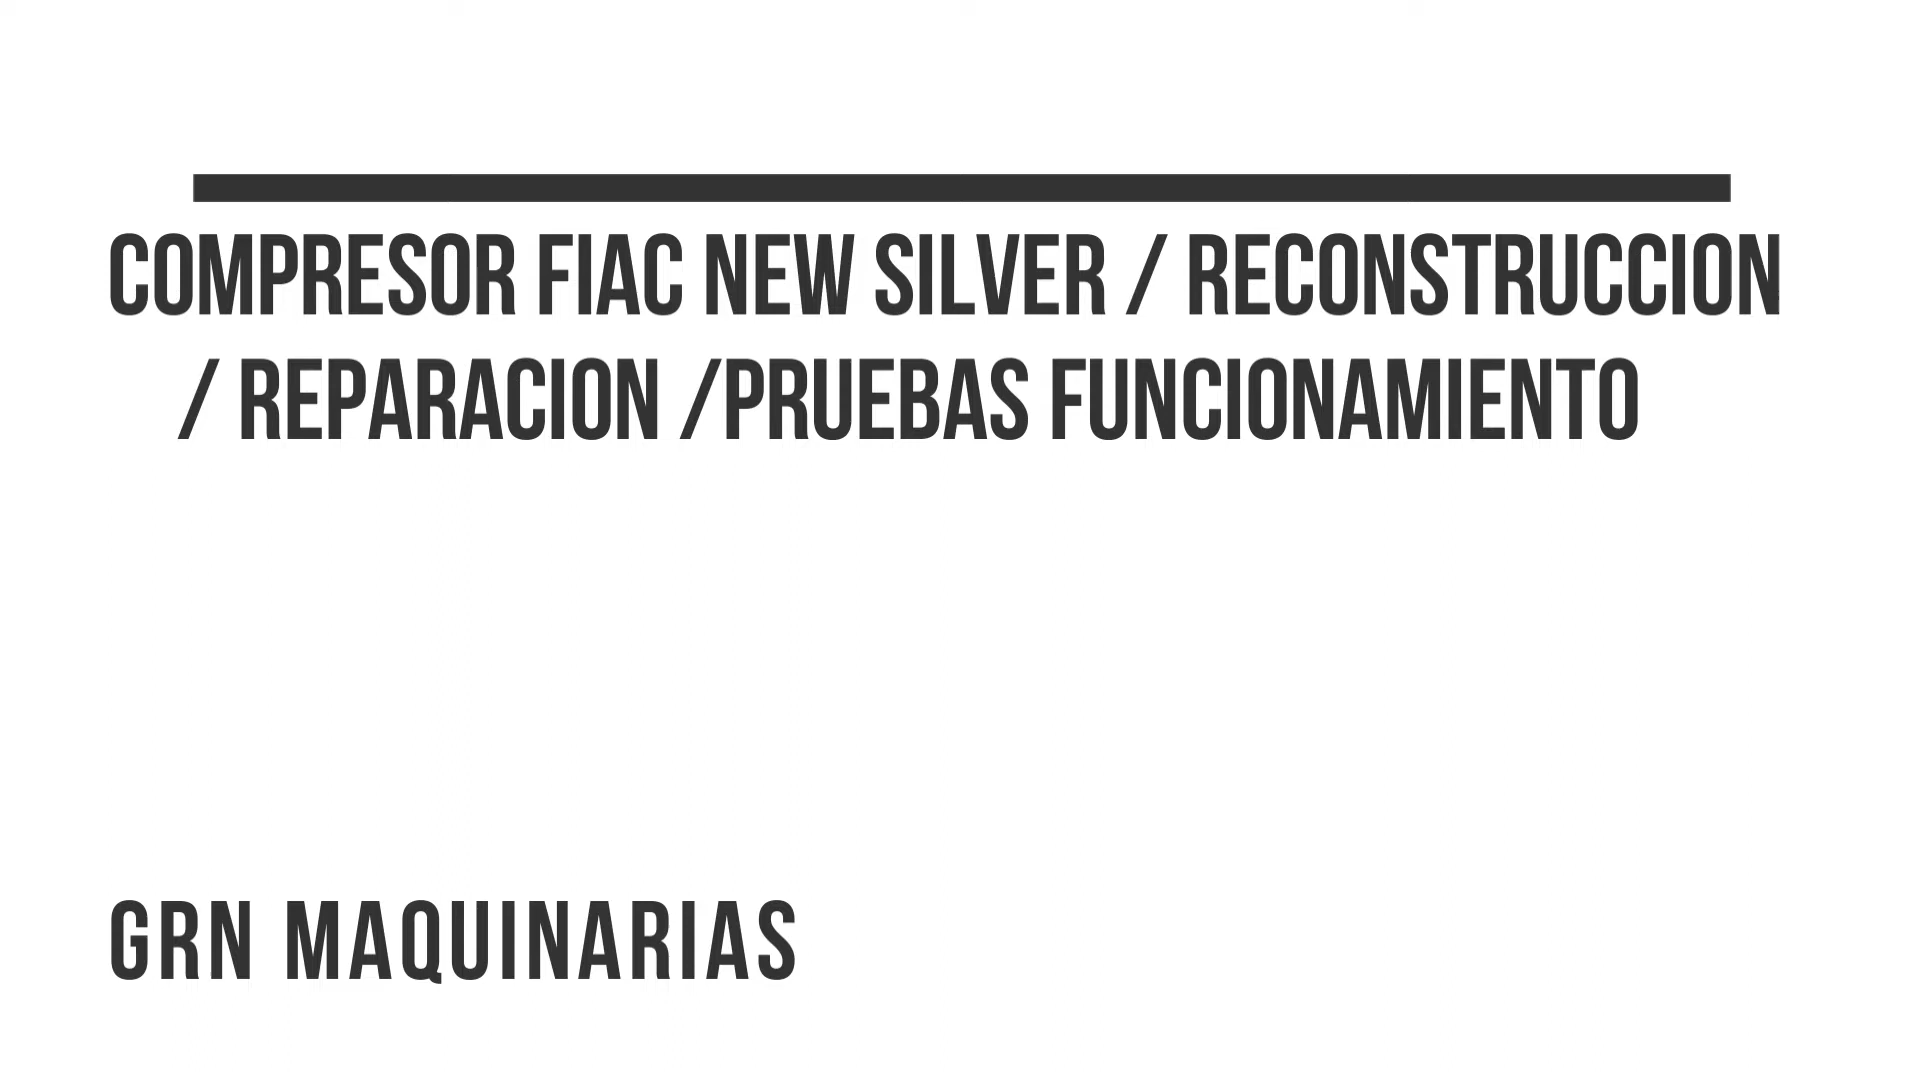 COMPRESOR FIAC NEW SILVER / RECONSTRUCCION
/ REPARACION /PRUEBAS FUNCIONAMIENTO
GRN MAQUINARIAS